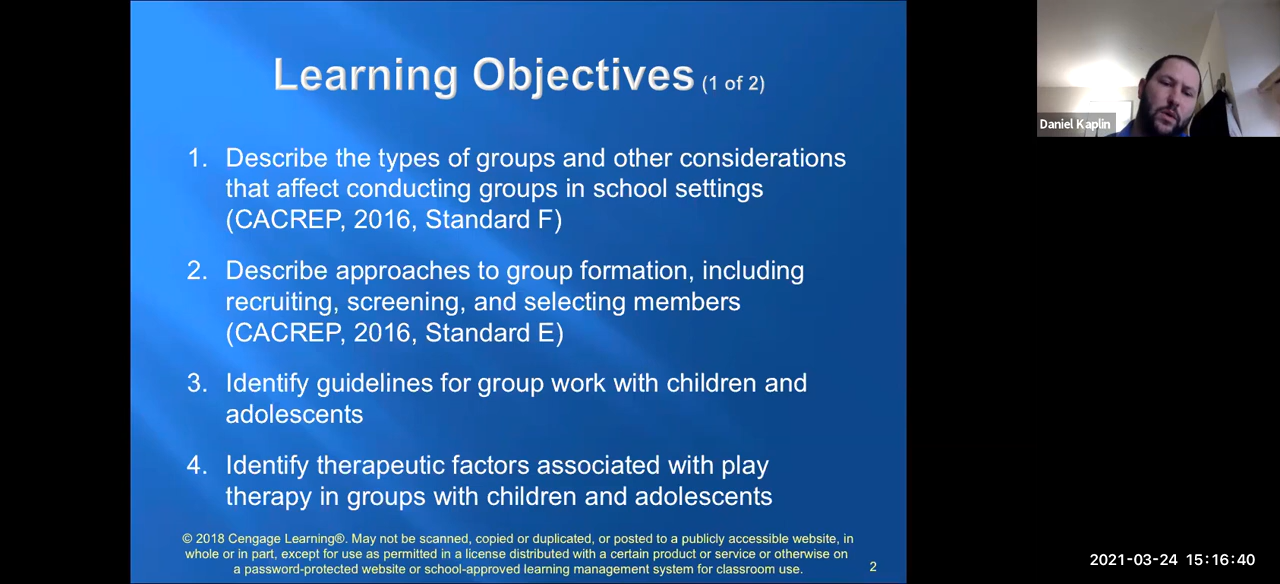 Learning Objectives (1 of 2)
1. Describe the types of groups and other considerations
that affect conducting groups in school settings
(CACREP, 2016, Standard F)
2. Describe approaches to group formation, including
recruiting, screening, and selecting members
(CACREP, 2016, Standard E)
3. Identify guidelines for group work with children and
adolescents
4. Identify therapeutic factors associated with play
therapy in groups with children and adolescents
© 2018 Cengage Learning®. May not be scanned, copied or duplicated, or posted to a publicly accessible website, in
whole or in part, except for use as permitted in a license distributed with a certain product or service or otherwise on
a password-protected website or school-approved learning management system for classroom use.
2
Daniel Kaplin
2021-03-24 15:16:40